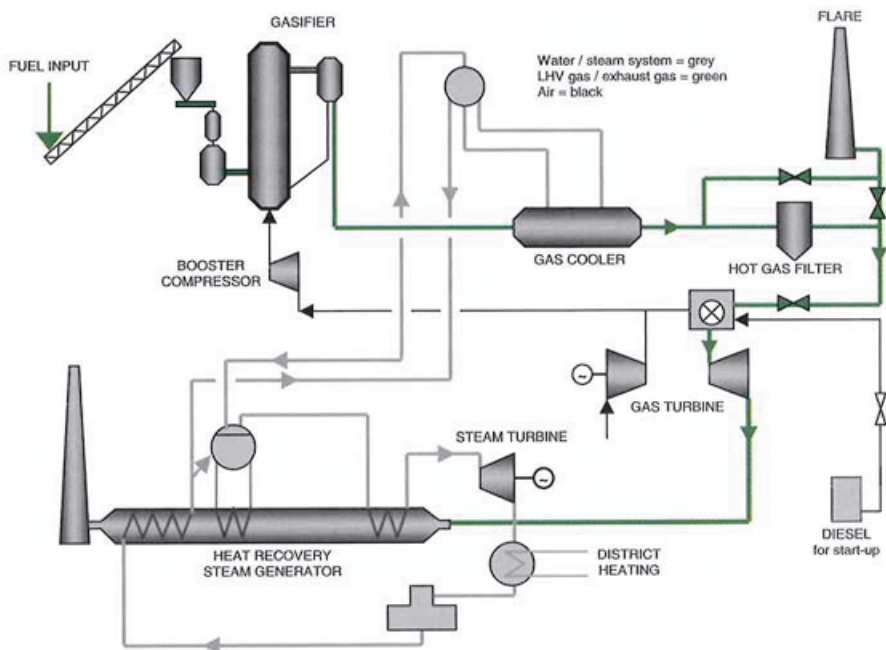 GASIFIER
FLARE
FUEL INPUT
Water / steam system = grey
LHV gas / exhaust gas = green
Air = black
GAS COOLER
HOT GAS FILTER
BOOSTER
COMPRESSOR
~
GAS TURBINE
STEAM TURBINE
~
DIESEL
for start-up
HEAT RECOVERY
STEAM GENERATOR
DISTRICT
HEATING